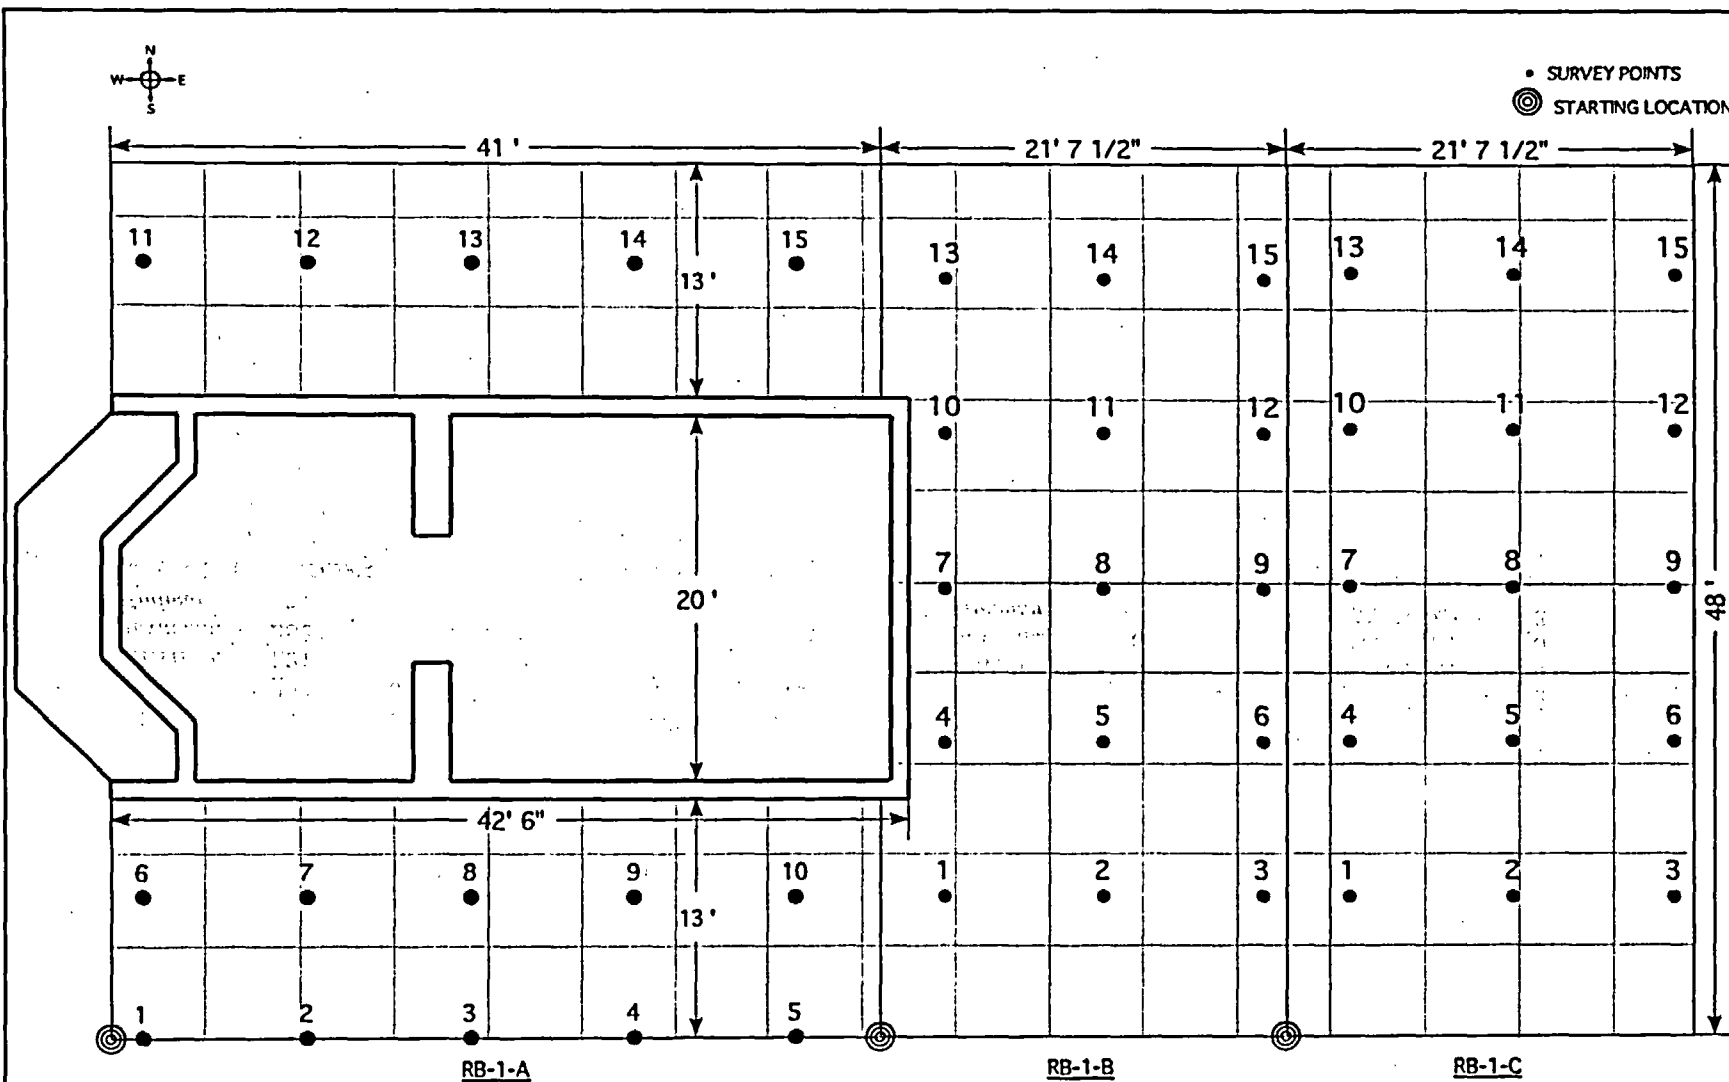 N
W E
S
• SURVEY POINTS
STARTING LOCATION
41 ' 21' 7 1/2" 21' 7 1/2"
11 12 13 14 15
13 14 15 13 14 15
13 '
10 11 12 10 11 12
7 8 9 7 8 9
20 '
48 '
4 5 6 4 5 6
42' 6"
6 7 8 9 10 1 2 3 1 2 3
13 '
1 2 3 4 5
RB-1-A RB-1-B RB-1-C